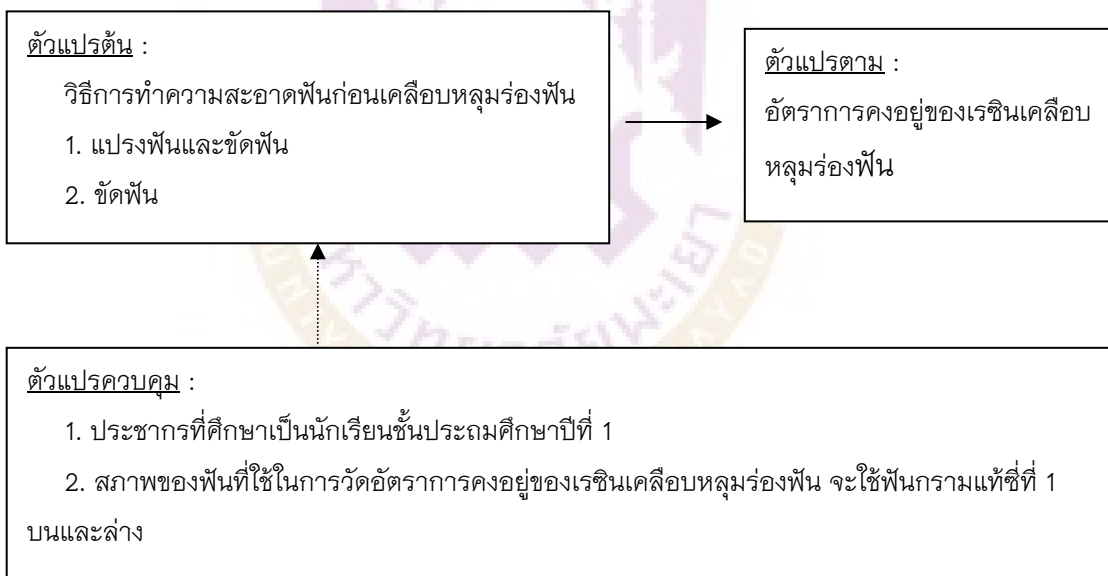 ตัวแปรต้น :
วิธีการทำความสะอาดฟันก่อนเคลือบหลุมร่องฟัน
1. แปรงฟันและขัดฟัน
2. ขัดฟัน
ตัวแปรตาม :
อัตราการคงอยู่ของเรซินเคลือบ
หลุมร่องฟัน
ตัวแปรควบคุม :
1. ประชากรที่ศึกษาเป็นนักเรียนชั้นประถมศึกษาปีที่ 1
2. สภาพของฟันที่ใช้ในการวัดอัตราการคงอยู่ของเรซินเคลือบหลุมร่องฟัน จะใช้ฟันกรามแท้ซี่ที่ 1
บนและล่าง